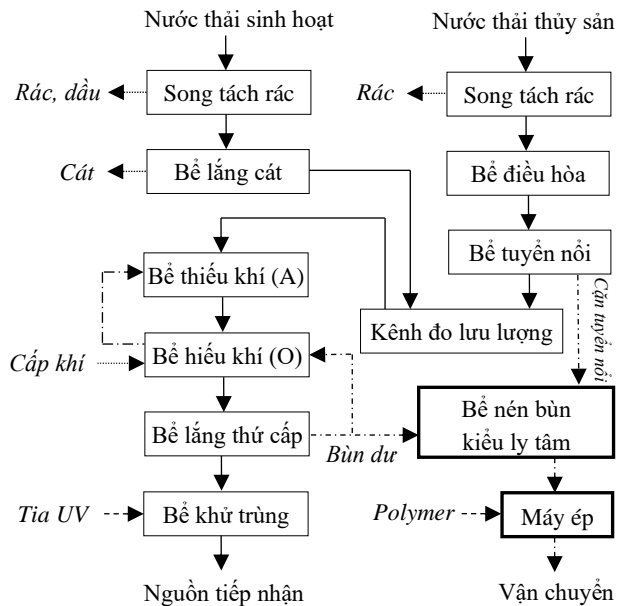 Nước thải sinh hoạt
Nước thải thủy sản
Rác, dầu
Song tách rác
Rác
Song tách rác
Cát
Bể lắng cát
Bể điều hòa
Bể tuyển nổi
Bể thiếu khí (A)
Cặn tuyển nổi
Kênh đo lưu lượng
Cấp khí
Bể hiếu khí (O)
Bể nén bùn
kiểu ly tâm
Bể lắng thứ cấp
Bùn dư
Tia UV
Bể khử trùng
Polymer
Máy ép
Nguồn tiếp nhận
Vận chuyển